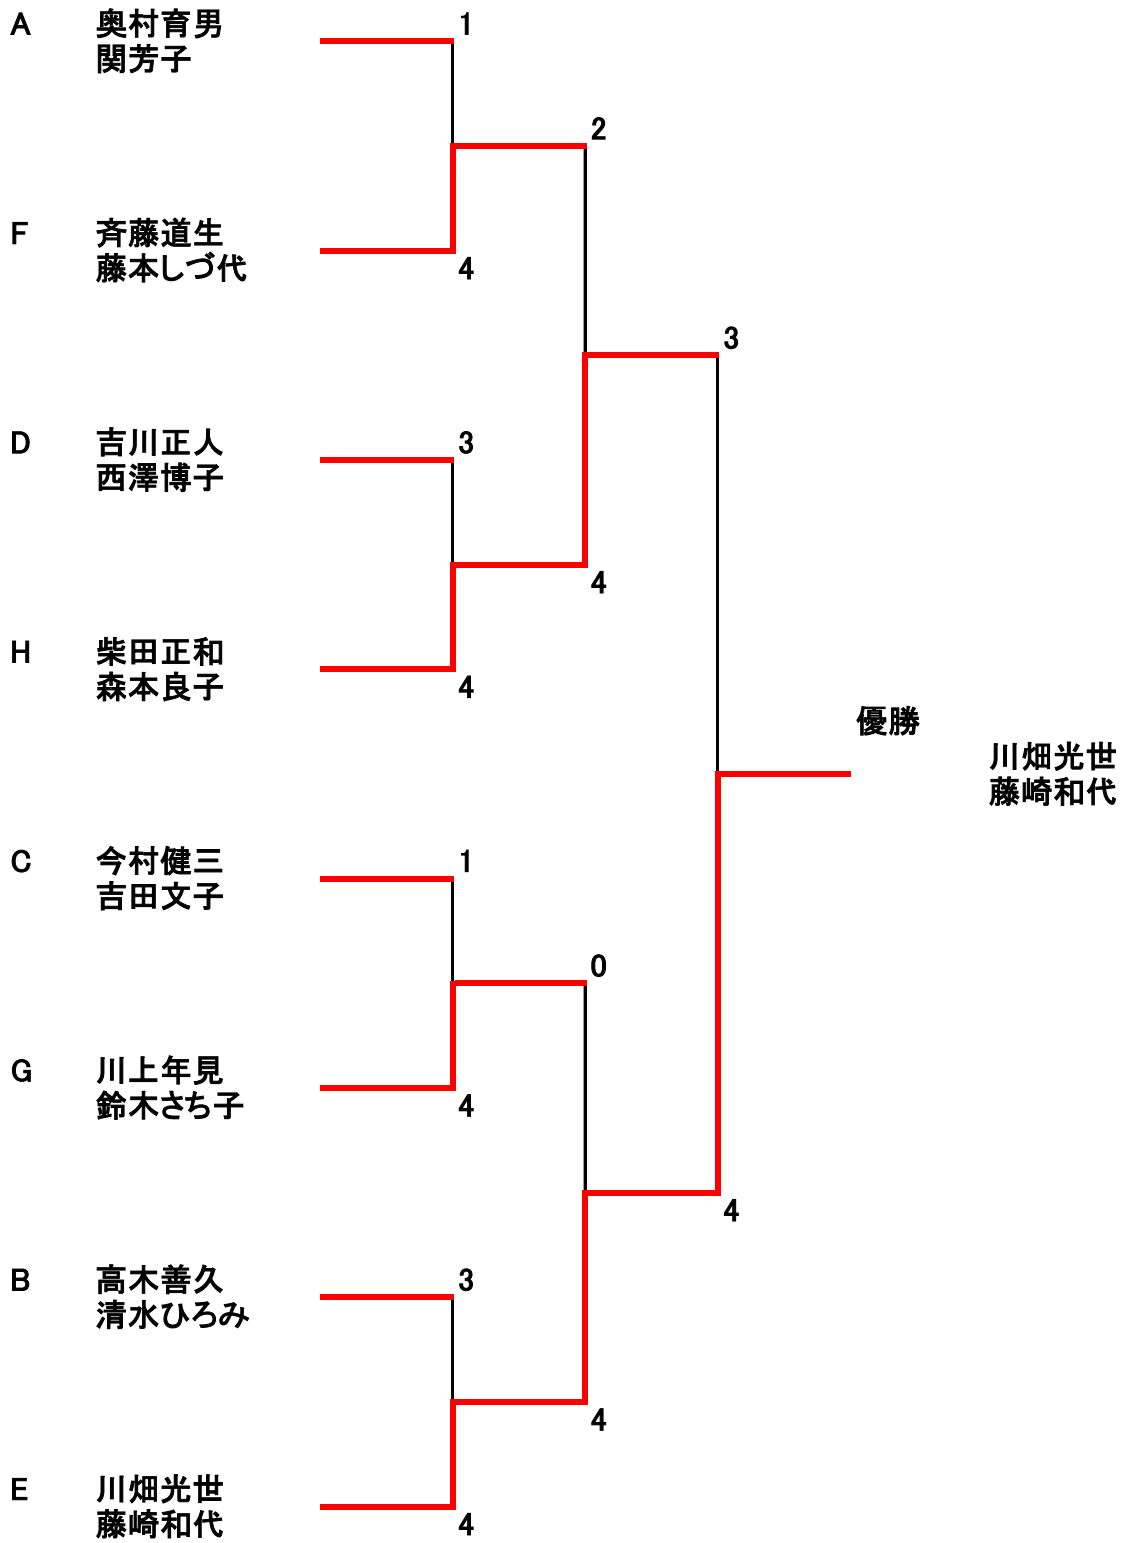 A
奥村育男
関芳子
1
2
F
斉藤道生
藤本しづ代
4
3
D
吉川正人
西澤博子
3
4
H
柴田正和
森本良子
4
優勝
川畑光世
藤崎和代
C
今村健三
吉田文子
1
0
G
川上年見
鈴木さち子
4
4
B
高木善久
清水ひろみ
3
4
E
川畑光世
藤崎和代
4